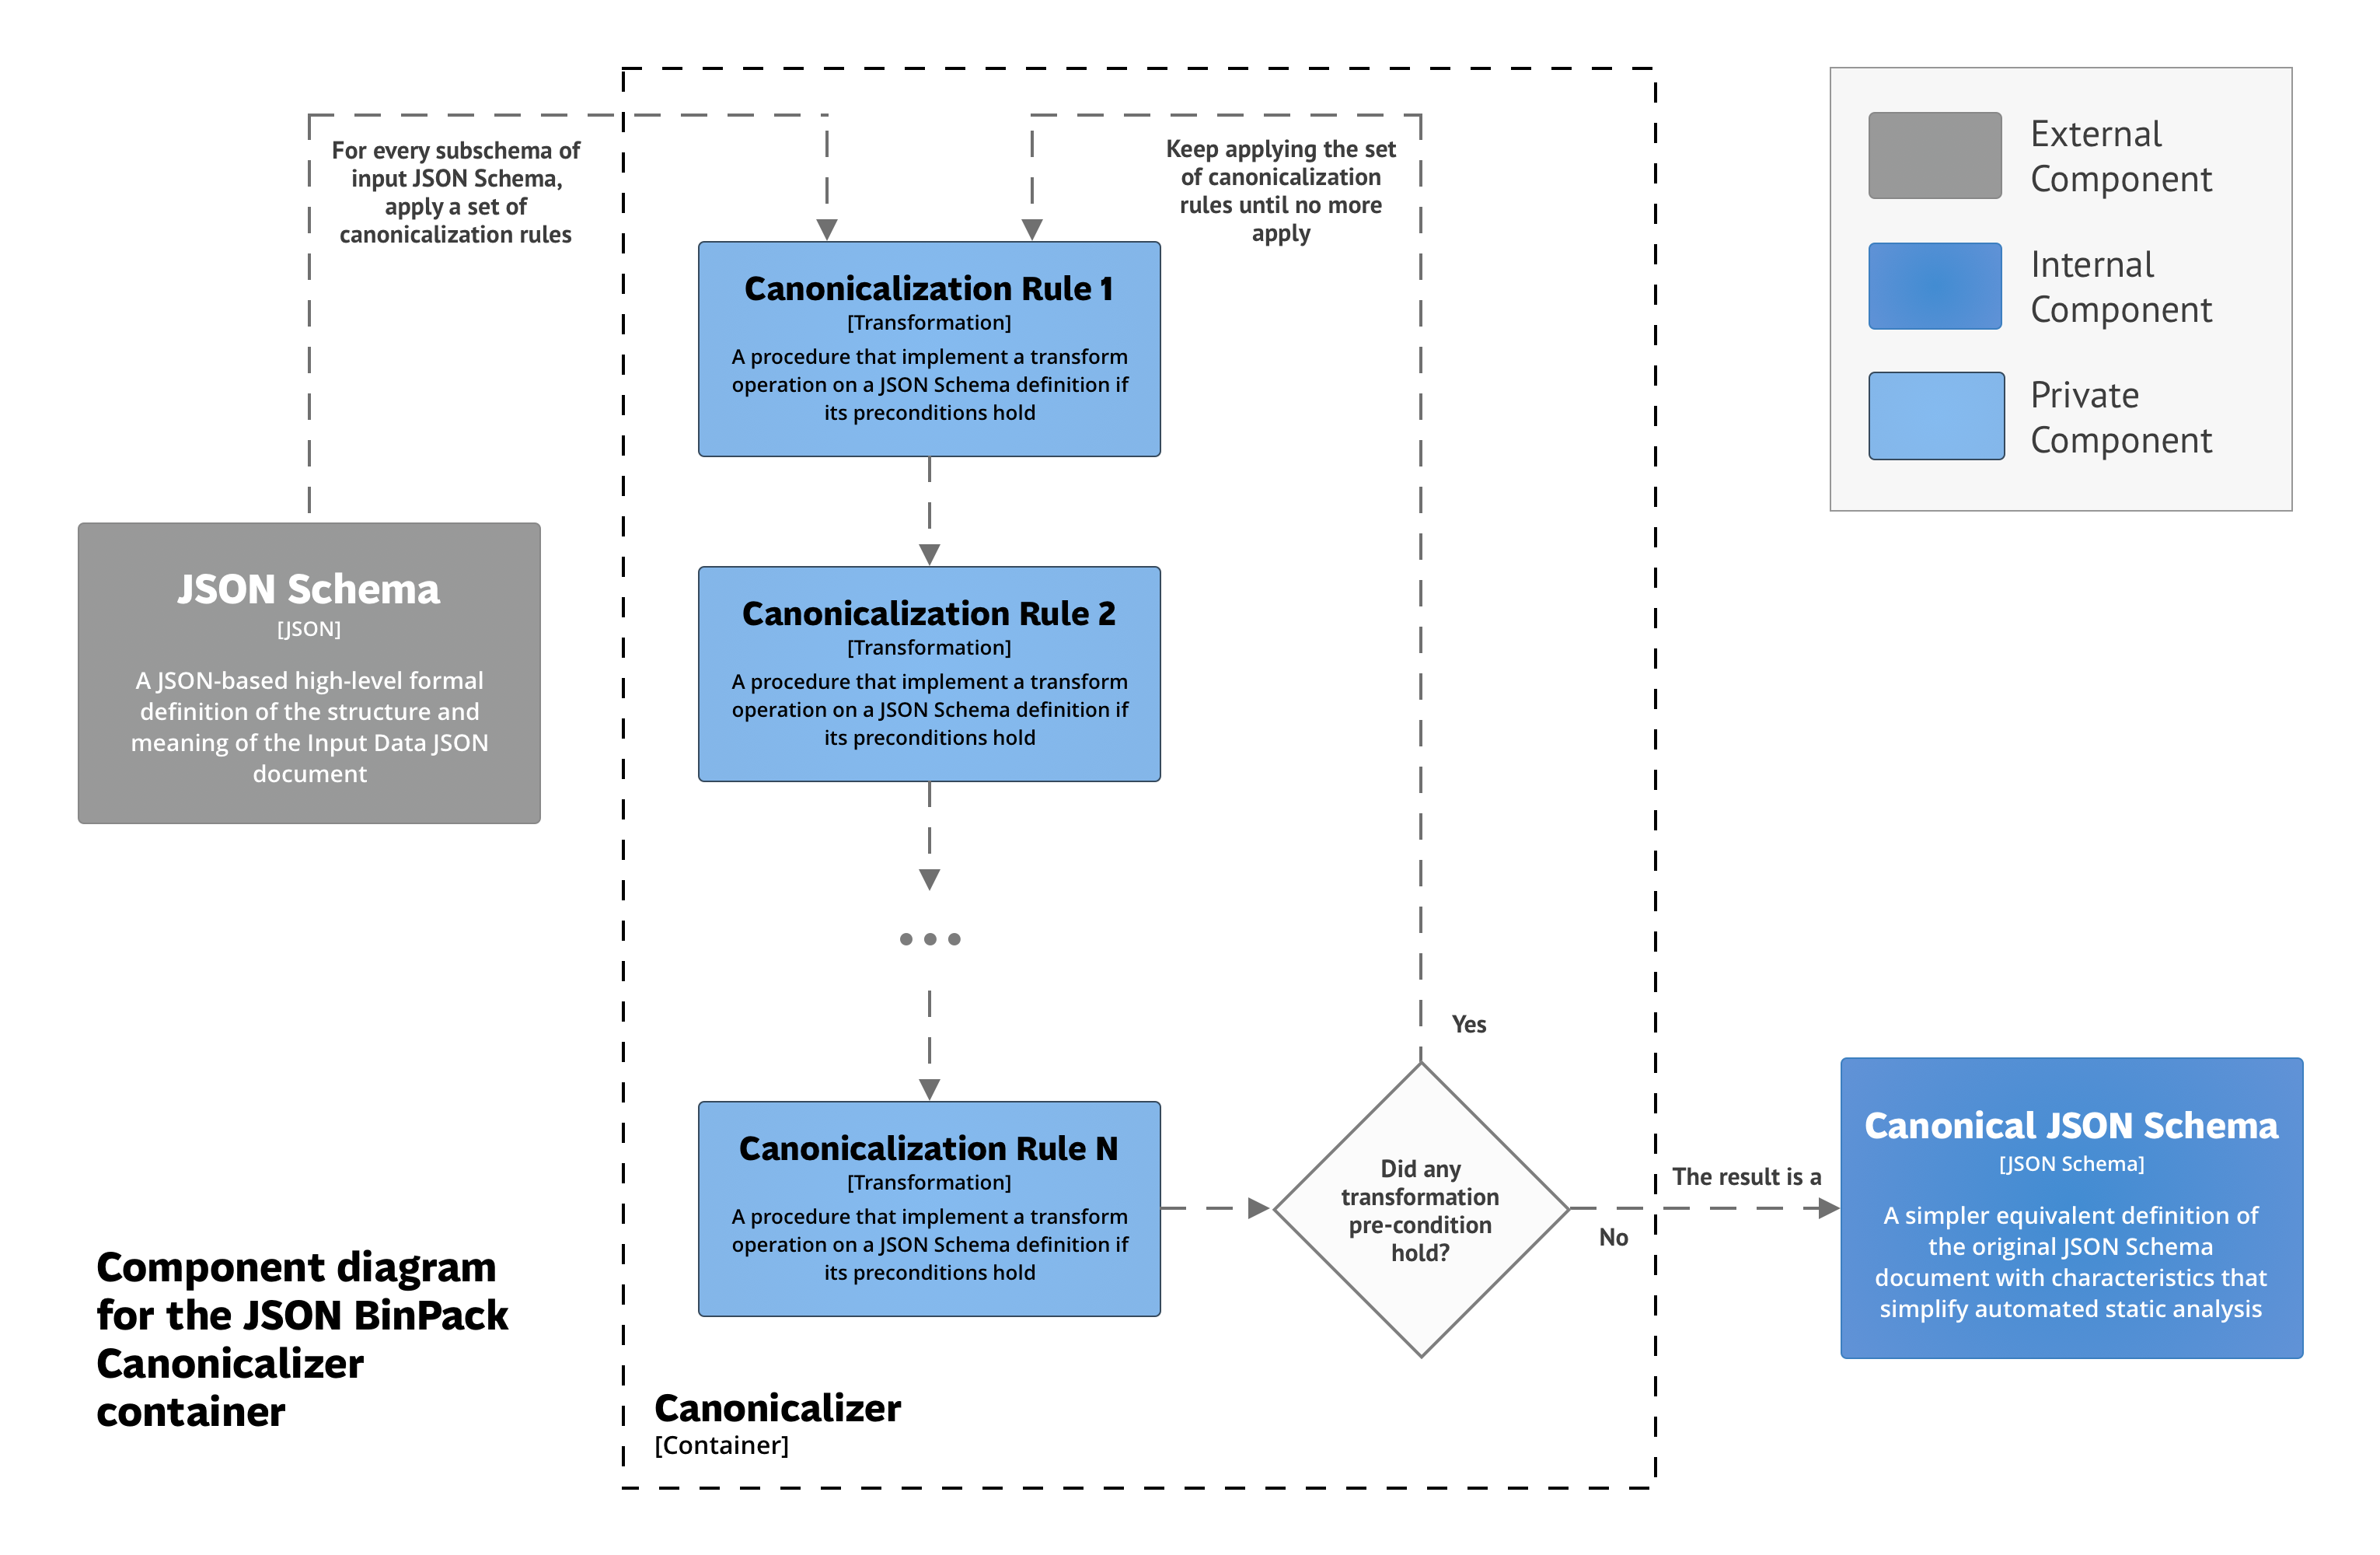 For every subschema of
input JSON Schema,
apply a set of
canonicalization rules
Keep applying the set
of canonicalization
rules until no more
apply
External
Component
Internal
Component
Private
Component
Canonicalization Rule 1
[Transformation]
A procedure that implement a transform
operation on a JSON Schema definition if
its preconditions hold
JSON Schema
[JSON]
A JSON-based high-level formal
definition of the structure and
meaning of the Input Data JSON
document
Canonicalization Rule 2
[Transformation]
A procedure that implement a transform
operation on a JSON Schema definition if
its preconditions hold
Canonicalization Rule N
[Transformation]
A procedure that implement a transform
operation on a JSON Schema definition if
its preconditions hold
Yes
Did any
transformation
pre-condition
hold?
No
The result is a
Canonical JSON Schema
[JSON Schema]
A simpler equivalent definition of
the original JSON Schema
document with characteristics that
simplify automated static analysis
Component diagram
for the JSON BinPack
Canonicalizer
container
Canonicalizer
[Container]